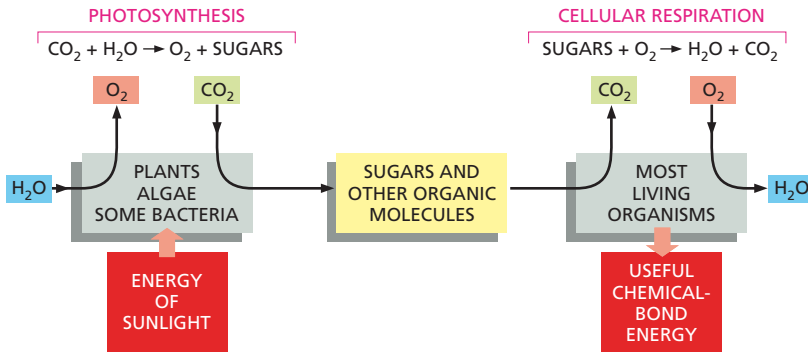 PHOTOSYNTHESIS
CO₂ + H₂O → O₂ + SUGARS
O₂
CO₂
H₂O
PLANTS
ALGAE
SOME BACTERIA
ENERGY
OF
SUNLIGHT
SUGARS AND
OTHER ORGANIC
MOLECULES
CELLULAR RESPIRATION
SUGARS + O₂ → H₂O + CO₂
CO₂
O₂
MOST
LIVING
ORGANISMS
H₂O
USEFUL
CHEMICAL-
BOND
ENERGY